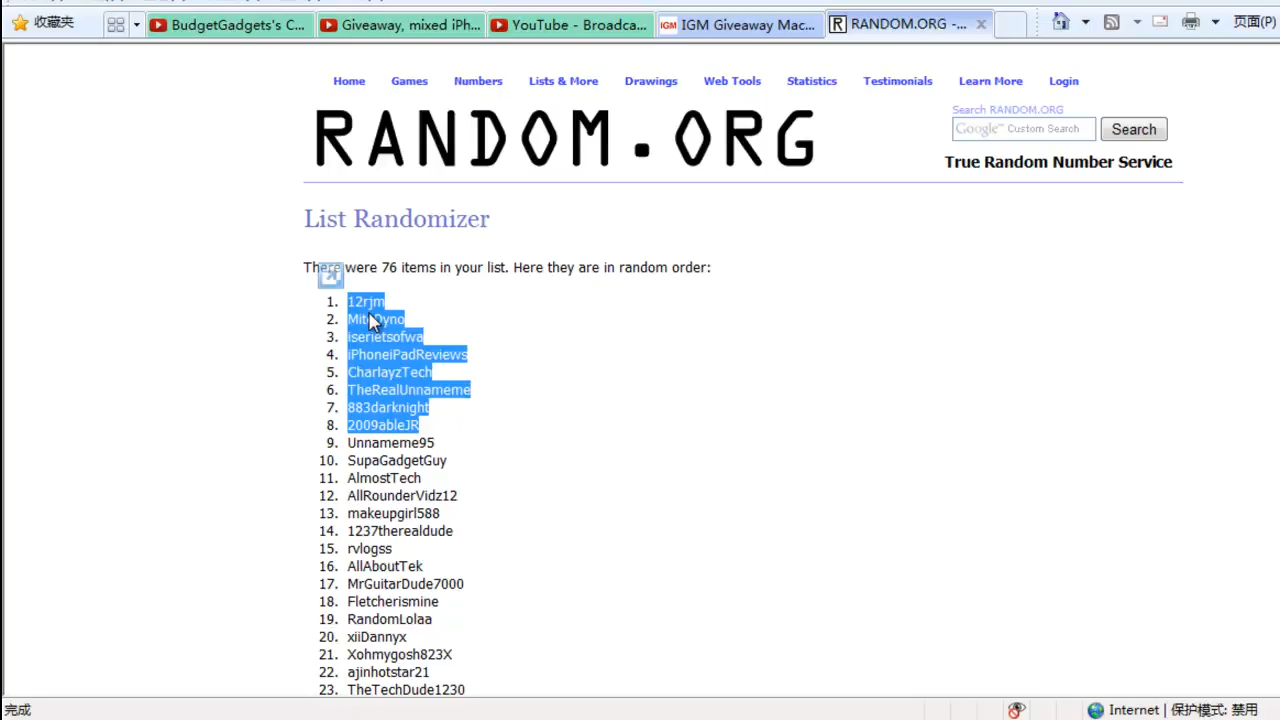 收藏夹
BudgetGadgets's C...
Giveaway, mixed iPh...
YouTube - Broadca...
IGM IGM Giveaway Mac...
R RANDOM.ORG -...
页面(P)
Home Games Numbers Lists & More Drawings Web Tools Statistics Testimonials Learn More Login
RANDOM.ORG
Search RANDOM.ORG
Google™ Custom Search Search
True Random Number Service
List Randomizer
There were 76 items in your list. Here they are in random order:
1. 12rjm
2. MitoDyno
3. iserietsofwa
4. iPhoneiPadReviews
5. CharlayzTech
6. TheRealUnnameme
7. 883darknight
8. 2009ableJR
9. Unnameme95
10. SupaGadgetGuy
11. AlmostTech
12. AllRounderVidz12
13. makeupgirl588
14. 1237therealdude
15. rvlogss
16. AllAboutTek
17. MrGuitarDude7000
18. Fletcherismine
19. RandomLolaa
20. xiiDannyx
21. Xohmygosh823X
22. ajinhotstar21
23. TheTechDude1230
完成
Internet | 保护模式: 禁用